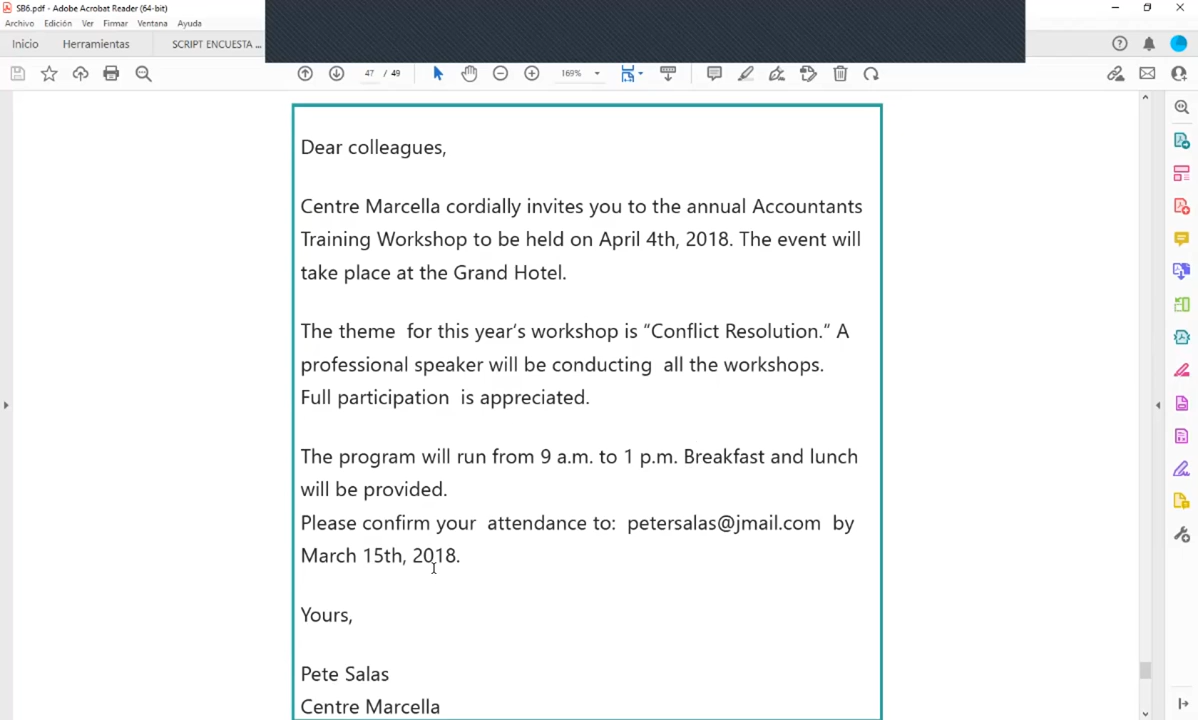 SB6.pdf - Adobe Acrobat Reader (64-bit)
Archivo Edición Ver Firmar Ventana Ayuda
Inicio Herramientas SCRIPT ENCUESTA ...
47 / 49 169%
Dear colleagues,
Centre Marcella cordially invites you to the annual Accountants
Training Workshop to be held on April 4th, 2018. The event will
take place at the Grand Hotel.
The theme for this year's workshop is "Conflict Resolution." A
professional speaker will be conducting all the workshops.
Full participation is appreciated.
The program will run from 9 a.m. to 1 p.m. Breakfast and lunch
will be provided.
Please confirm your attendance to: petersalas@jmail.com by
March 15th, 2018.
Yours,
Pete Salas
Centre Marcella